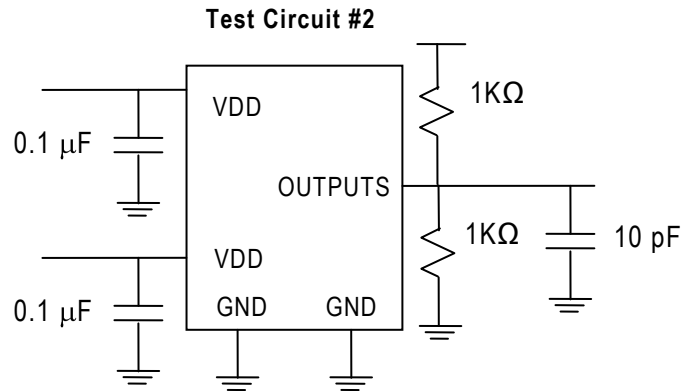 Test Circuit #2
VDD
0.1 μF
1KΩ
OUTPUTS
1KΩ
10 pF
VDD
0.1 μF
GND
GND